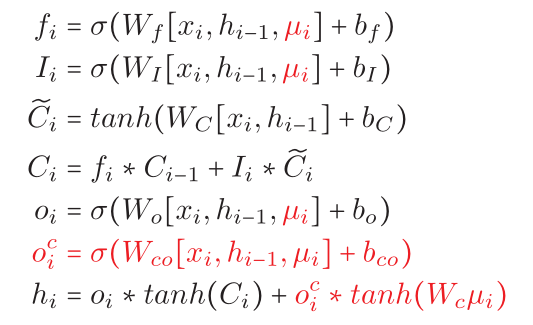 f_i = σ(W_f[x_i, h_{i−1}, μ_i] + b_f)
I_i = σ(W_I[x_i, h_{i−1}, μ_i] + b_I)
C̃_i = tanh(W_C[x_i, h_{i−1}] + b_C)
C_i = f_i ∗ C_{i−1} + I_i ∗ C̃_i
o_i = σ(W_o[x_i, h_{i−1}, μ_i] + b_o)
o_i^c = σ(W_{co}[x_i, h_{i−1}, μ_i] + b_{co})
h_i = o_i ∗ tanh(C_i) + o_i^c ∗ tanh(W_c μ_i)